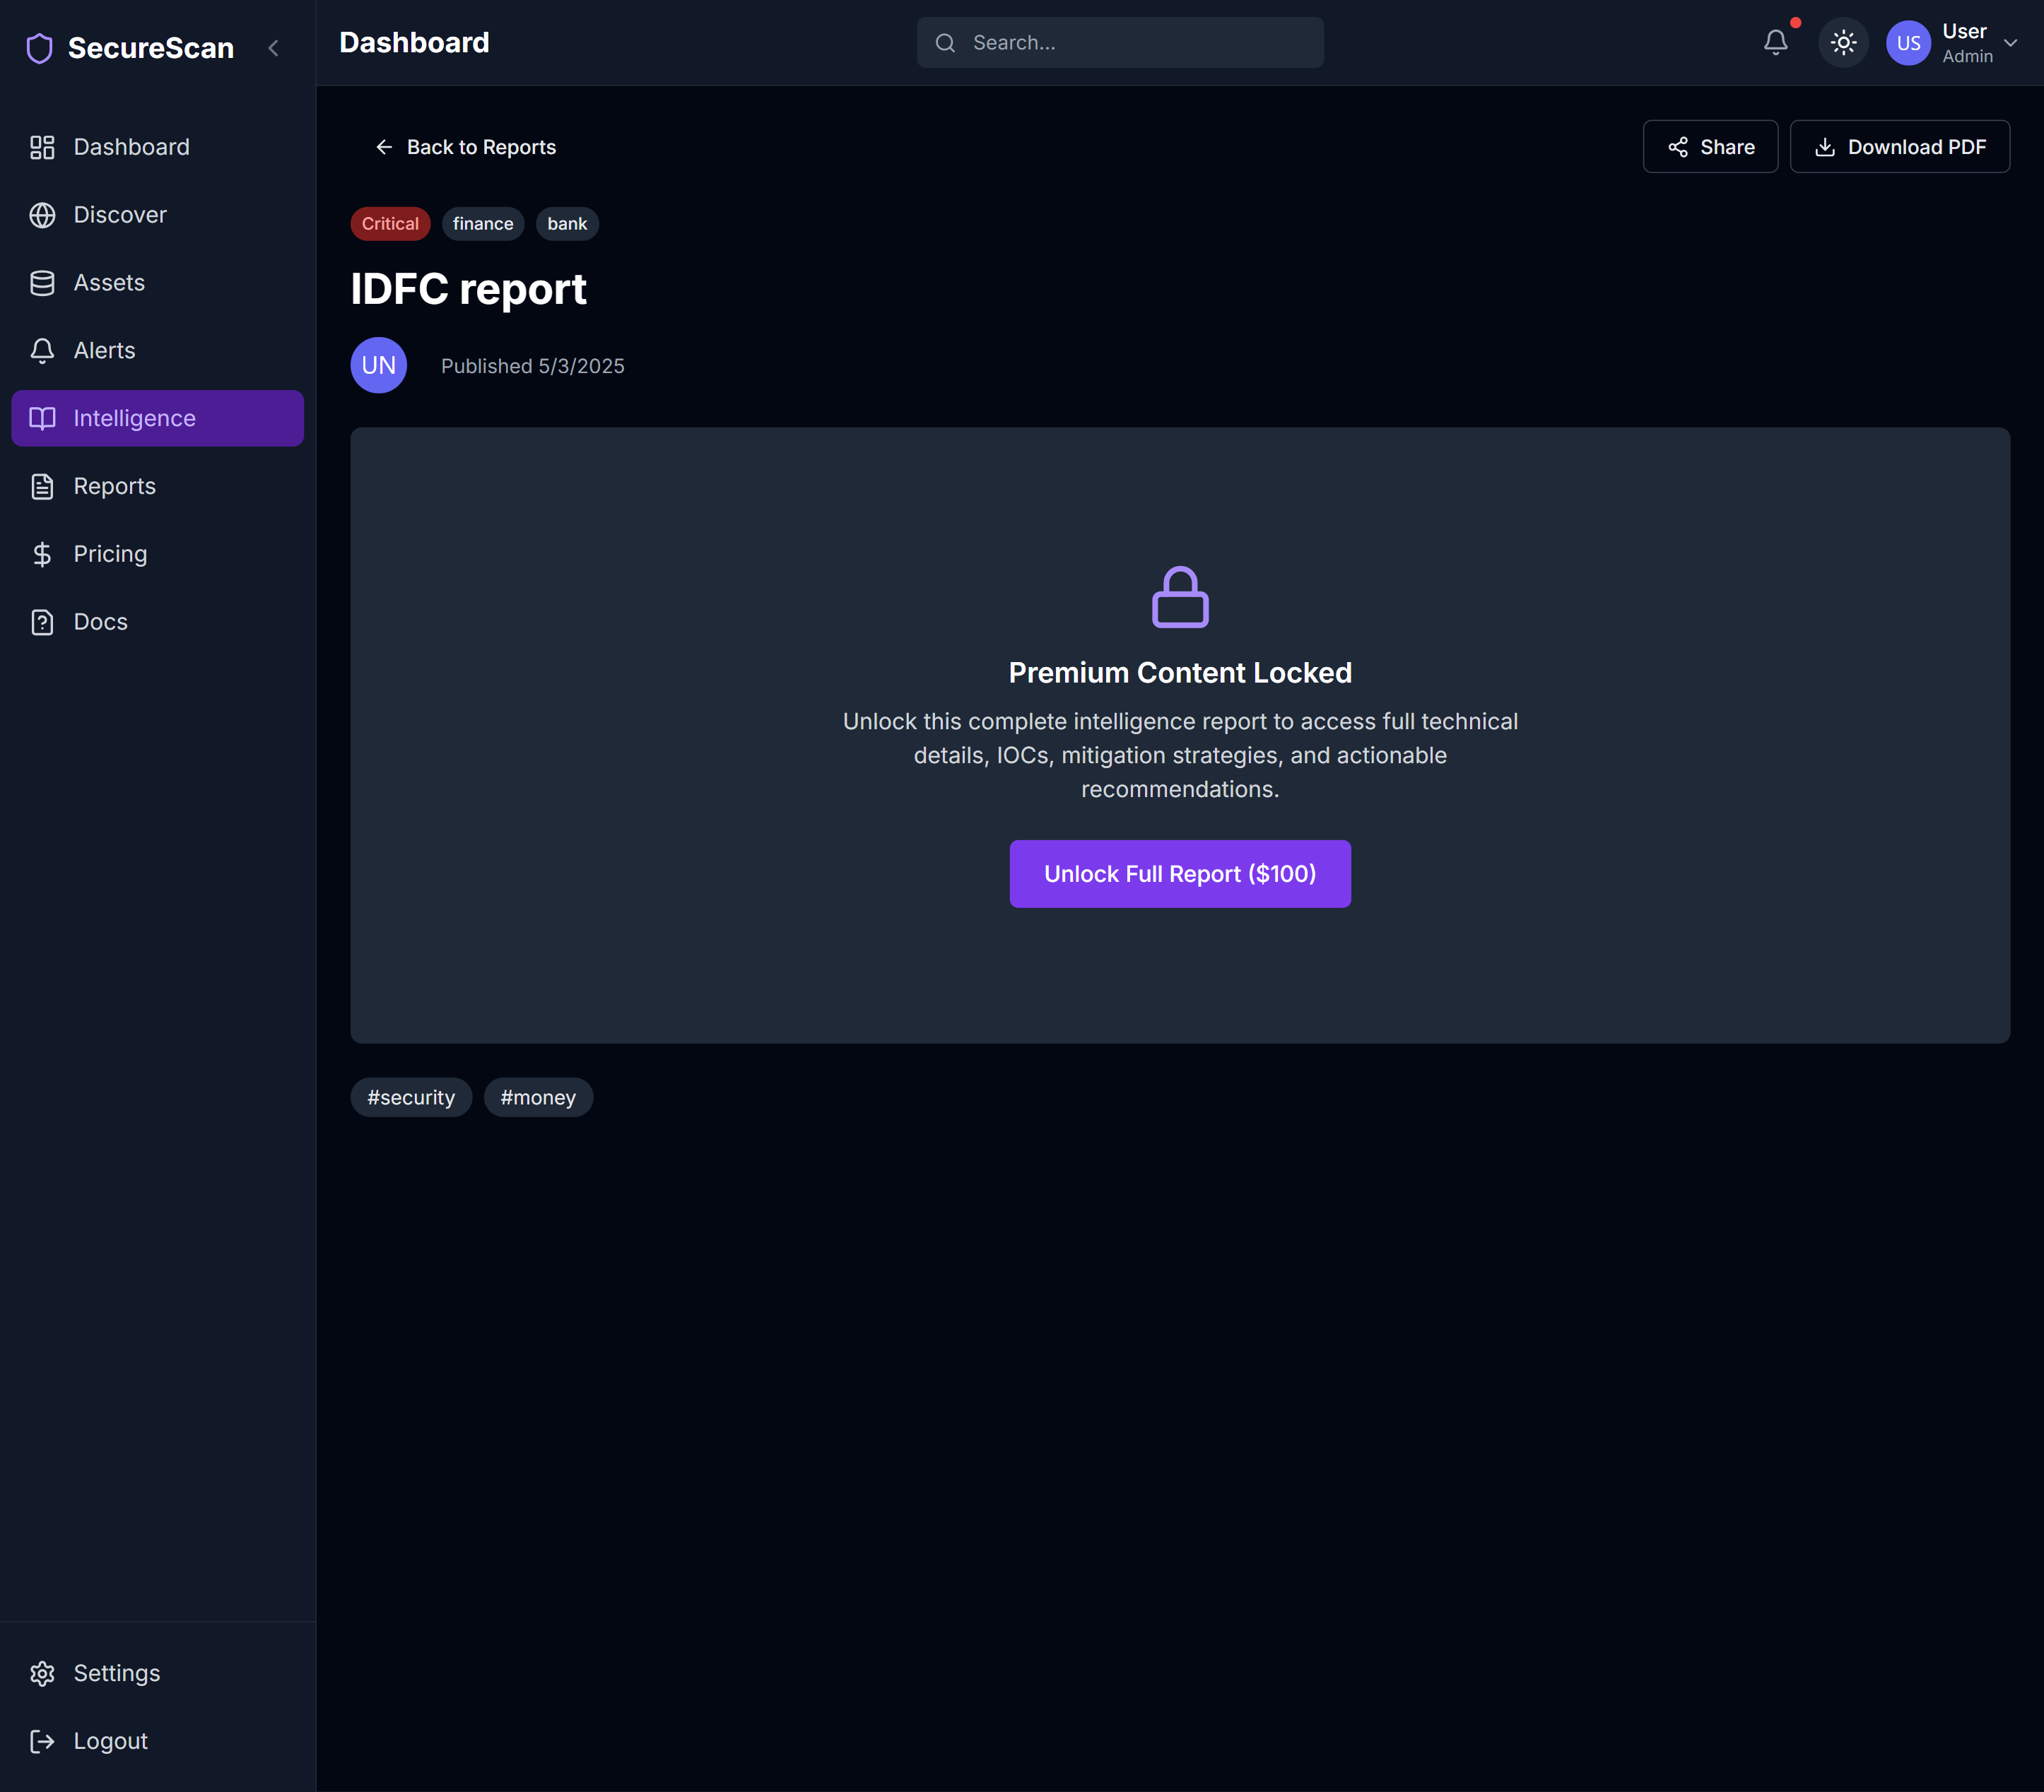 SecureScan
Dashboard
Search...
User
Admin
US
Dashboard
Discover
Assets
Alerts
Intelligence
Reports
Pricing
Docs
Settings
Logout
Back to Reports
Share
Download PDF
Critical
finance
bank
IDFC report
UN
Published 5/3/2025
Premium Content Locked
Unlock this complete intelligence report to access full technical
details, IOCs, mitigation strategies, and actionable
recommendations.
Unlock Full Report ($100)
#security
#money